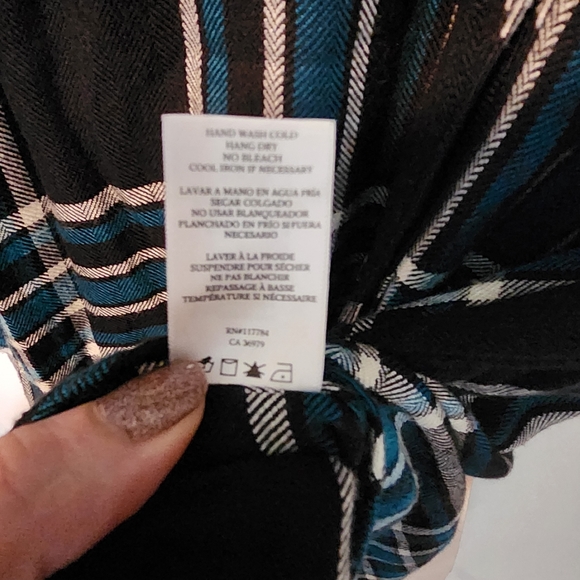 HAND WASH COLD
HANG DRY
NO BLEACH
COOL IRON IF NECESSARY
LAVAR A MANO EN AGUA FRÍA
SECAR COLGADO
NO USAR BLANQUEADOR
PLANCHADO EN FRÍO SI FUERA
NECESARIO
LAVER À LA FROIDE
SUSPENDRE POUR SÉCHER
NE PAS BLANCHIR
REPASSAGE À BASSE
TEMPÉRATURE SI NÉCESSAIRE
RN#117784
CA 36979